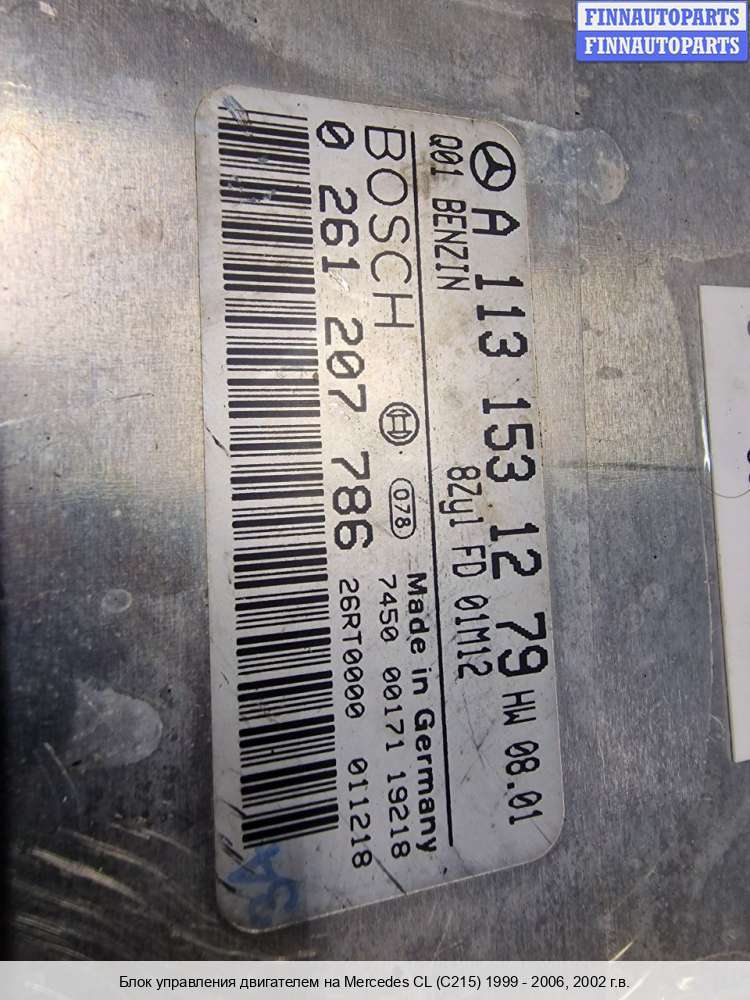 FINNAUTOPARTS
FINNAUTOPARTS
A 113 153 12 79 HW 08.01
Q01 BENZIN 8Zyl FD 01M12
BOSCH 078 Made in Germany
7450 00171 19218
0 261 207 786 26RT0000 011218
Блок управления двигателем на Mercedes CL (C215) 1999 - 2006, 2002 г.в.